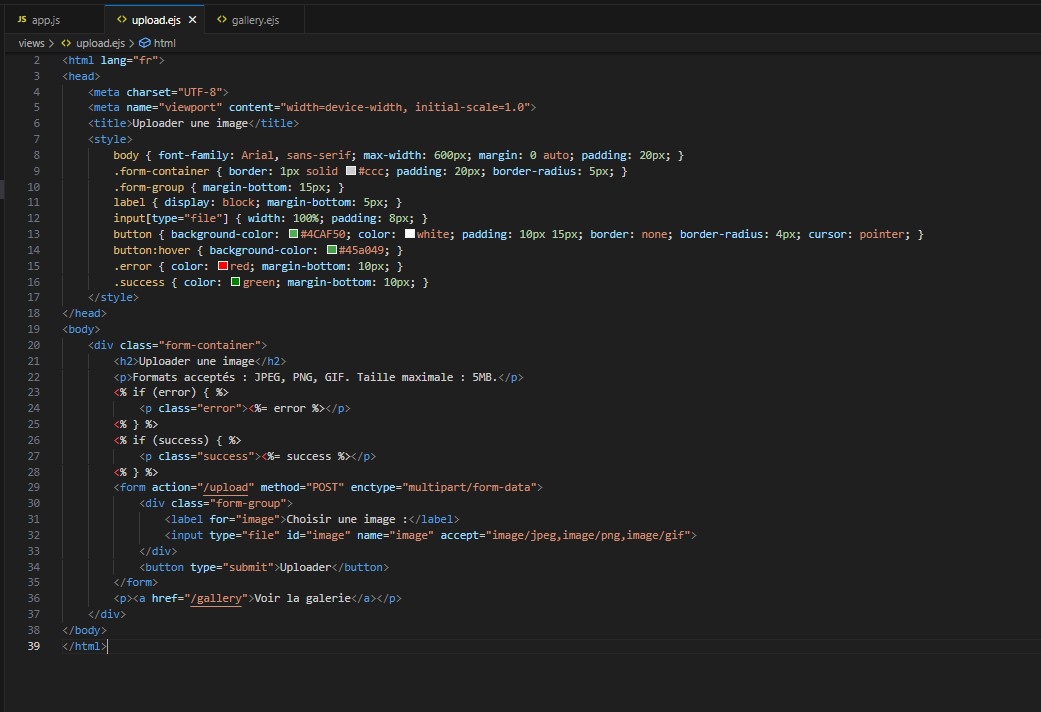 JS app.js <> upload.ejs × <> gallery.ejs
views > <> upload.ejs > html
2 <html lang="fr">
3 <head>
4 <meta charset="UTF-8">
5 <meta name="viewport" content="width=device-width, initial-scale=1.0">
6 <title>Uploader une image</title>
7 <style>
8 body { font-family: Arial, sans-serif; max-width: 600px; margin: 0 auto; padding: 20px; }
9 .form-container { border: 1px solid #ccc; padding: 20px; border-radius: 5px; }
10 .form-group { margin-bottom: 15px; }
11 label { display: block; margin-bottom: 5px; }
12 input[type="file"] { width: 100%; padding: 8px; }
13 button { background-color: #4CAF50; color: white; padding: 10px 15px; border: none; border-radius: 4px; cursor: pointer; }
14 button:hover { background-color: #45a049; }
15 .error { color: red; margin-bottom: 10px; }
16 .success { color: green; margin-bottom: 10px; }
17 </style>
18 </head>
19 <body>
20 <div class="form-container">
21 <h2>Uploader une image</h2>
22 <p>Formats acceptés : JPEG, PNG, GIF. Taille maximale : 5MB.</p>
23 <% if (error) { %>
24 <p class="error"><%= error %></p>
25 <% } %>
26 <% if (success) { %>
27 <p class="success"><%= success %></p>
28 <% } %>
29 <form action="/upload" method="POST" enctype="multipart/form-data">
30 <div class="form-group">
31 <label for="image">Choisir une image :</label>
32 <input type="file" id="image" name="image" accept="image/jpeg,image/png,image/gif">
33 </div>
34 <button type="submit">Uploader</button>
35 </form>
36 <p><a href="/gallery">Voir la galerie</a></p>
37 </div>
38 </body>
39 </html>